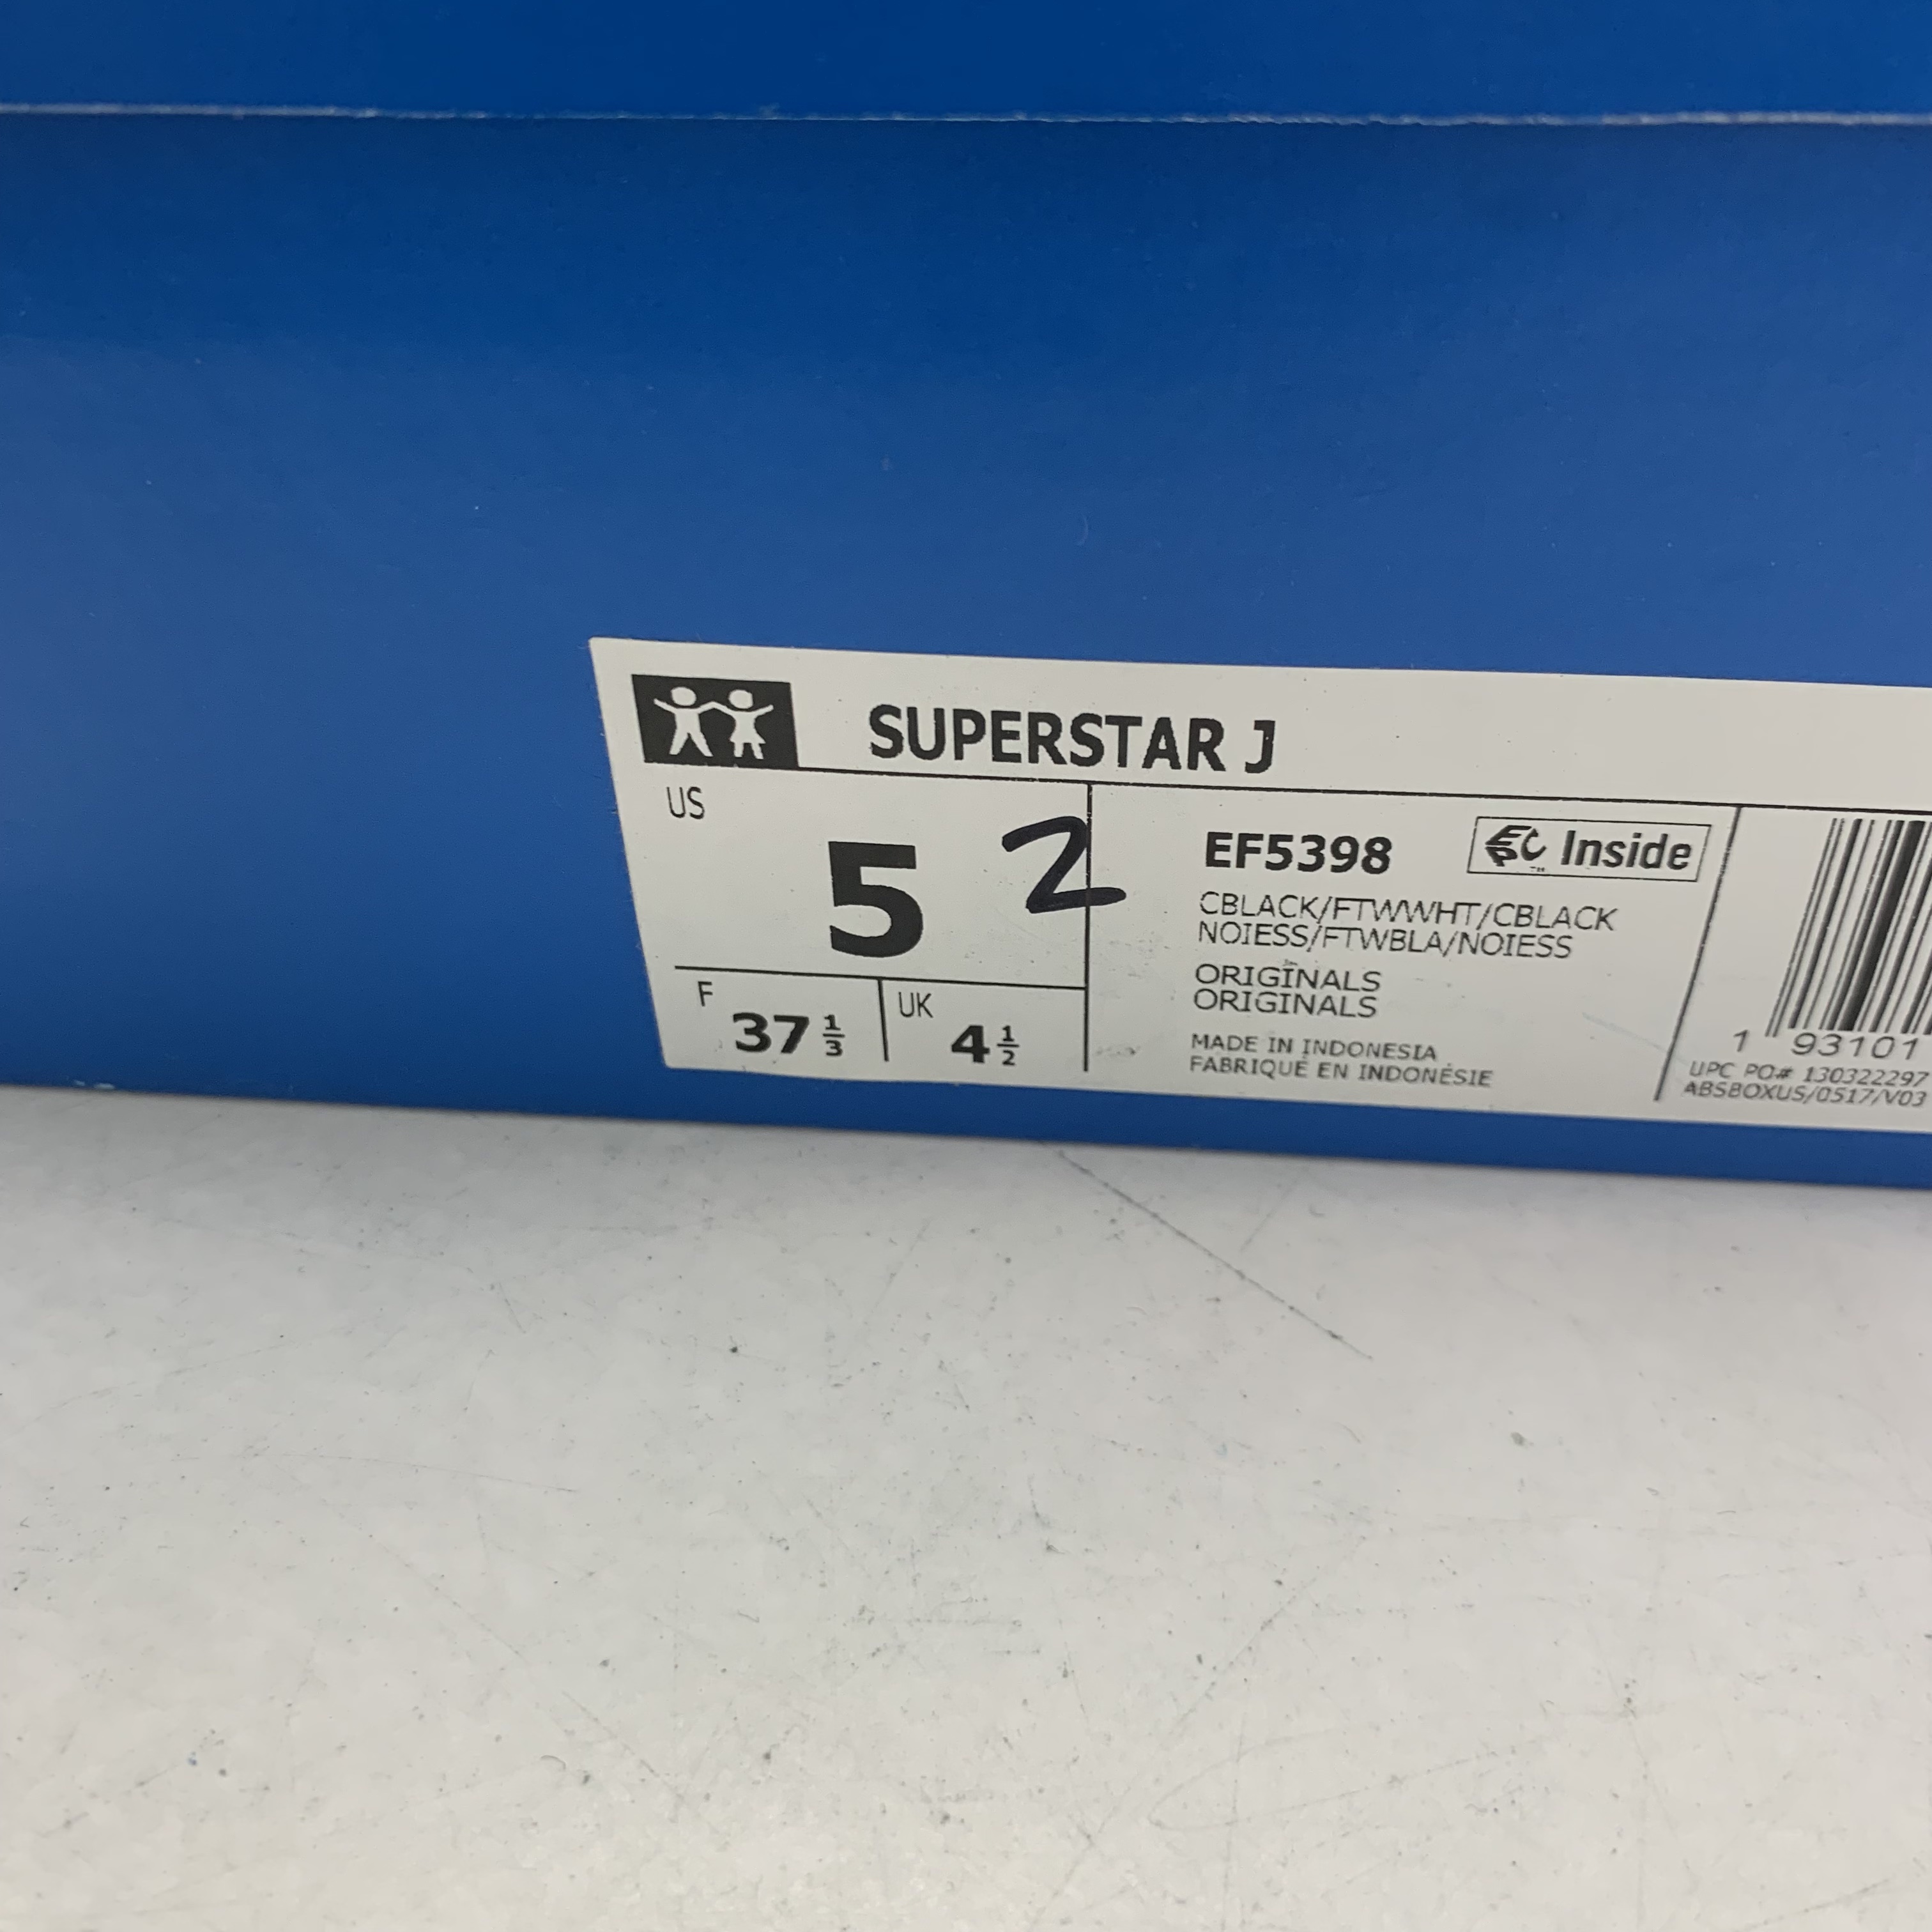 SUPERSTAR J
US
5 2
F 37 1/3
UK 4 1/2
EF5398
Inside
CBLACK/FTWWHT/CBLACK
NOIESS/FTWBLA/NOIESS
ORIGINALS
ORIGINALS
MADE IN INDONESIA
FABRIQUÉ EN INDONÉSIE
1 93101
UPC PO# 130322297
ABSBOXUS/0517/V03